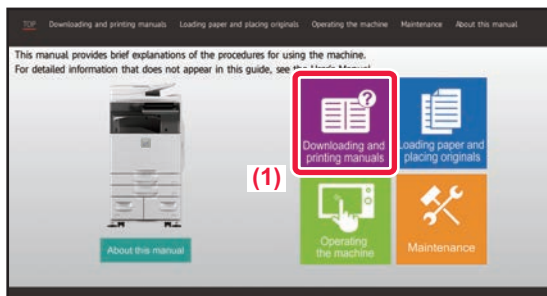 TOP Downloading and printing manuals Loading paper and placing originals Operating the machine Maintenance About this manual
This manual provides brief explanations of the procedures for using the machine.
For detailed information that does not appear in this guide, see the User's Manual.
Downloading and
printing manuals
Loading paper and
placing originals
(1)
Operating
the machine
Maintenance
About this manual